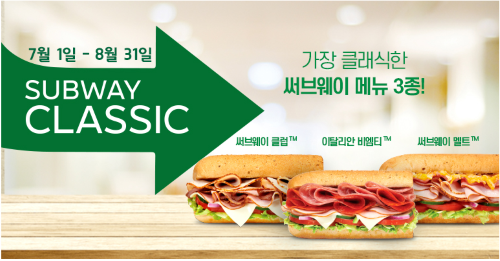 7월 1일 - 8월 31일
SUBWAY
CLASSIC
가장 클래식한
써브웨이 메뉴 3종!
써브웨이 클럽™ 이탈리안 비엠티™ 써브웨이 멜트™